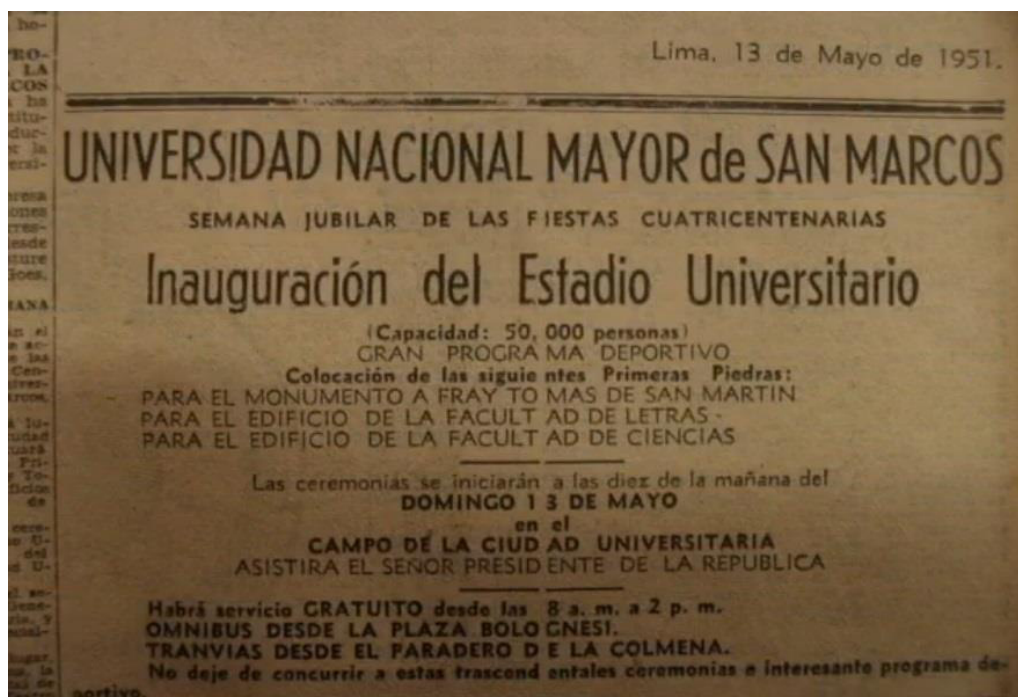 Lima, 13 de Mayo de 1951.
UNIVERSIDAD NACIONAL MAYOR de SAN MARCOS
SEMANA JUBILAR DE LAS FIESTAS CUATRICENTENARIAS
Inauguración del Estadio Universitario
(Capacidad: 50,000 personas)
GRAN PROGRAMA DEPORTIVO
Colocación de las siguientes Primeras Piedras:
PARA EL MONUMENTO A FRAY TOMAS DE SAN MARTIN
PARA EL EDIFICIO DE LA FACULTAD DE LETRAS -
PARA EL EDIFICIO DE LA FACULTAD DE CIENCIAS
Las ceremonias se iniciarán a las diez de la mañana del
DOMINGO 13 DE MAYO
en el
CAMPO DE LA CIUDAD UNIVERSITARIA
ASISTIRA EL SEÑOR PRESIDENTE DE LA REPUBLICA
Habrá servicio GRATUITO desde las 8 a. m. a 2 p. m.
OMNIBUS DESDE LA PLAZA BOLOGNESI.
TRANVIAS DESDE EL PARADERO DE LA COLMENA.
No deje de concurrir a estas trascendentales ceremonias e interesante programa de-
portivo.